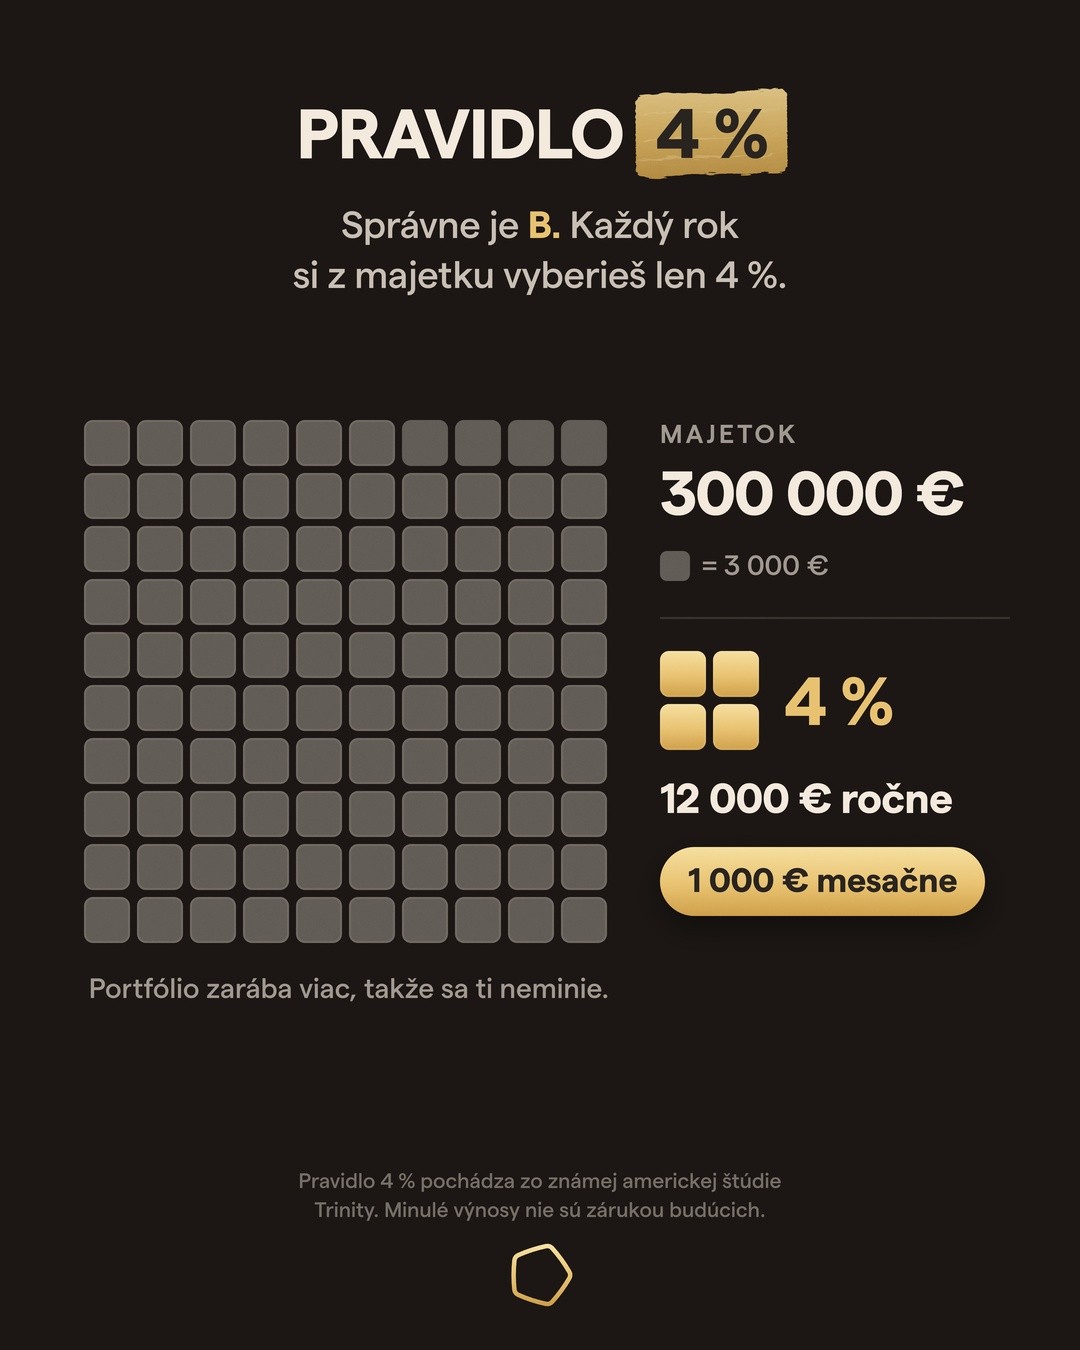 PRAVIDLO 4 %
Správne je B. Každý rok
si z majetku vyberieš len 4 %.
MAJETOK
300 000 €
= 3 000 €
4 %
12 000 € ročne
1 000 € mesačne
Portfólio zarába viac, takže sa ti neminie.
Pravidlo 4 % pochádza zo známej americkej štúdie
Trinity. Minulé výnosy nie sú zárukou budúcich.